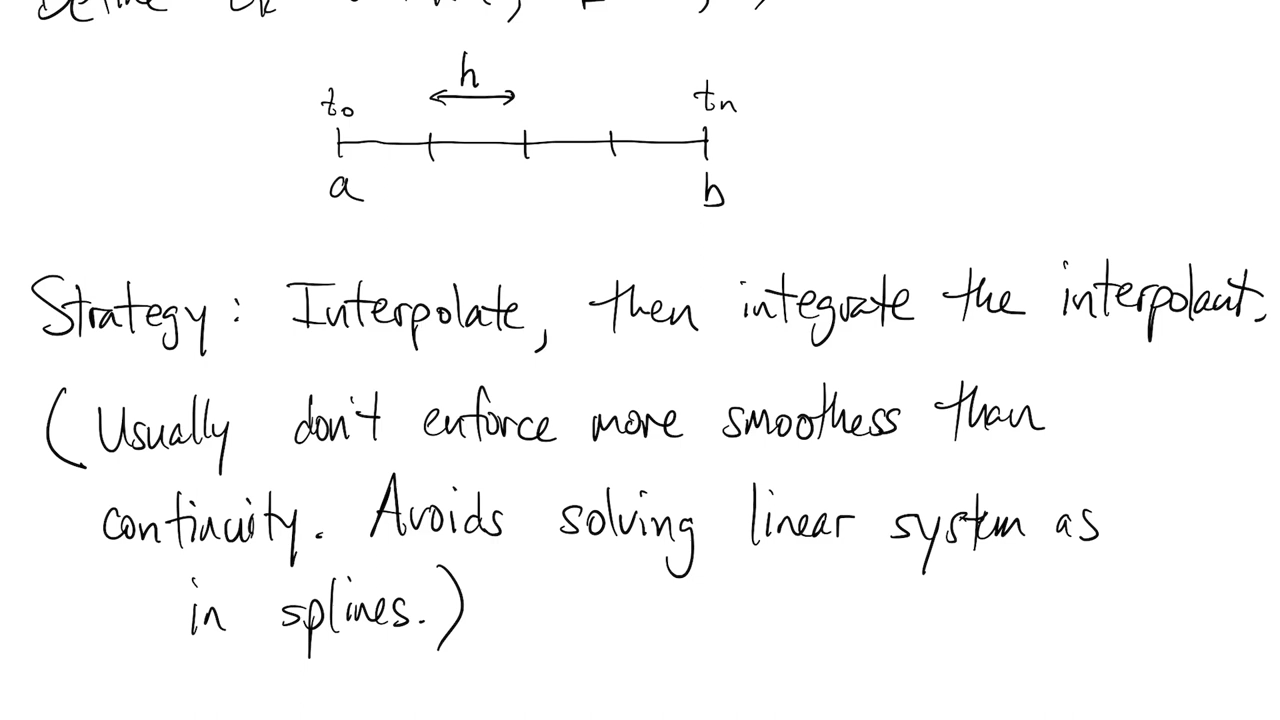 h
t₀ tₙ
a b
Strategy: Interpolate, then integrate the interpolant.
(Usually don't enforce more smoothess than
continuity. Avoids solving linear system as
in splines.)